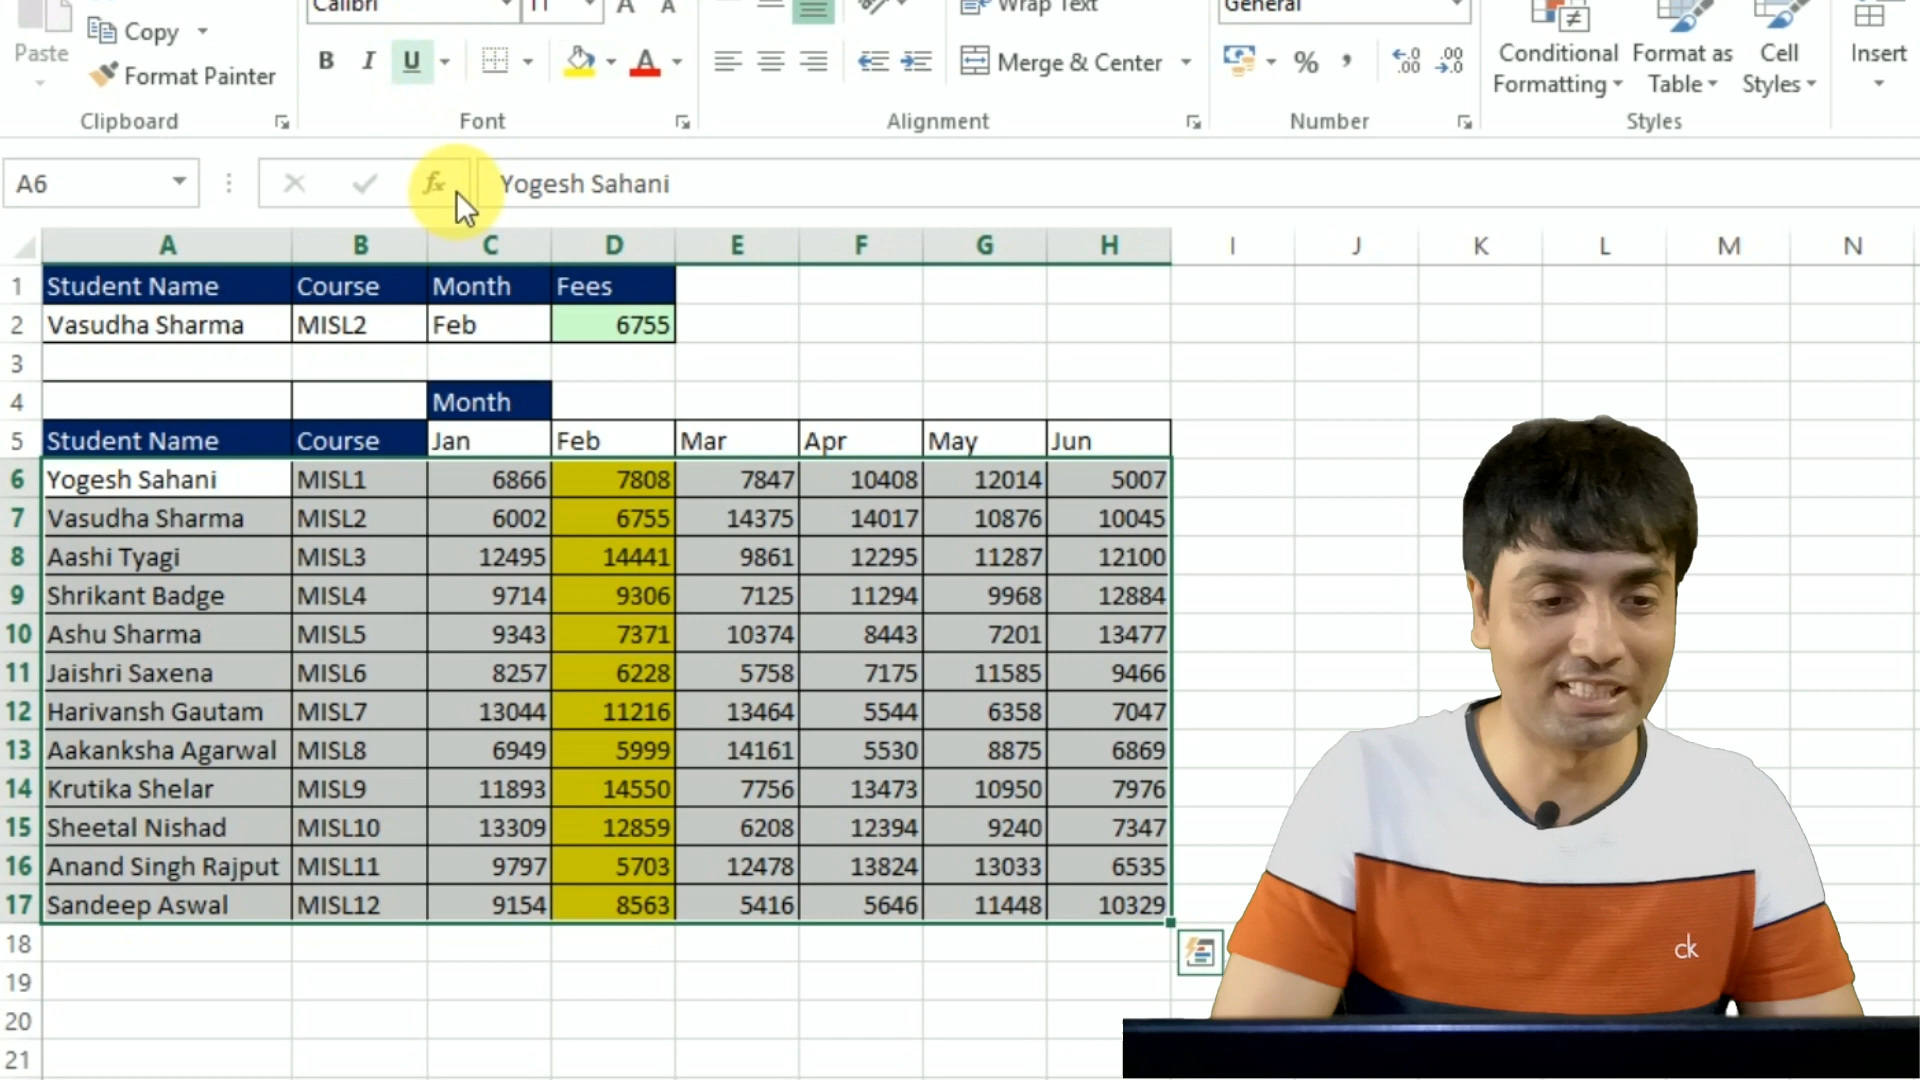 Calibri 11 A A Wrap Text General
Paste Copy
Format Painter
B I U A Merge & Center % , .0 .00 .00 .0
Conditional Formatting Format as Table Cell Styles Insert
Clipboard Font Alignment Number Styles
A6 fx Yogesh Sahani
A B C D E F G H I J K L M N
1 Student Name Course Month Fees
2 Vasudha Sharma MISL2 Feb 6755
3
4 Month
5 Student Name Course Jan Feb Mar Apr May Jun
6 Yogesh Sahani MISL1 6866 7808 7847 10408 12014 5007
7 Vasudha Sharma MISL2 6002 6755 14375 14017 10876 10045
8 Aashi Tyagi MISL3 12495 14441 9861 12295 11287 12100
9 Shrikant Badge MISL4 9714 9306 7125 11294 9968 12884
10 Ashu Sharma MISL5 9343 7371 10374 8443 7201 13477
11 Jaishri Saxena MISL6 8257 6228 5758 7175 11585 9466
12 Harivansh Gautam MISL7 13044 11216 13464 5544 6358 7047
13 Aakanksha Agarwal MISL8 6949 5999 14161 5530 8875 6869
14 Krutika Shelar MISL9 11893 14550 7756 13473 10950 7976
15 Sheetal Nishad MISL10 13309 12859 6208 12394 9240 7347
16 Anand Singh Rajput MISL11 9797 5703 12478 13824 13033 6535
17 Sandeep Aswal MISL12 9154 8563 5416 5646 11448 10329
18
19
20
21
ck